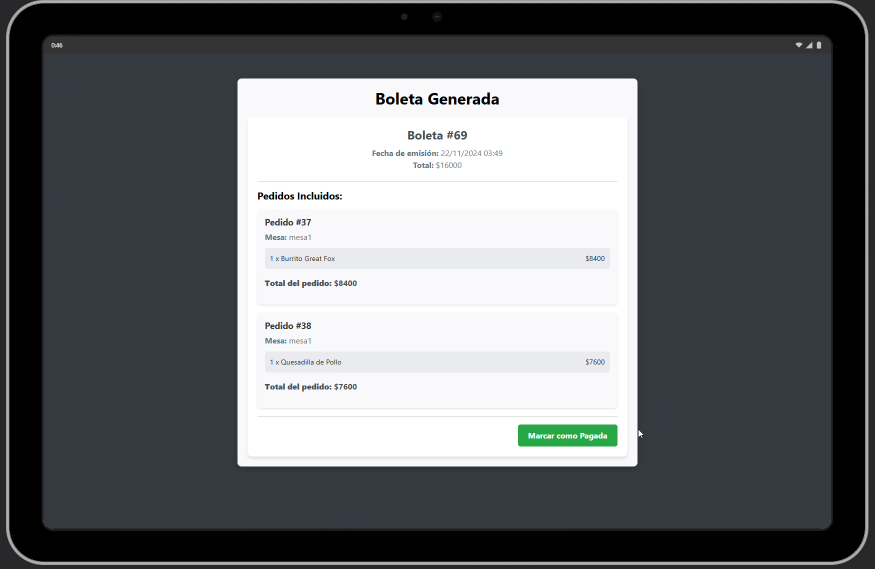 0:46
Boleta Generada
Boleta #69
Fecha de emisión: 22/11/2024 03:49
Total: $16000
Pedidos Incluidos:
Pedido #37
Mesa: mesa1
1 x Burrito Great Fox $8400
Total del pedido: $8400
Pedido #38
Mesa: mesa1
1 x Quesadilla de Pollo $7600
Total del pedido: $7600
Marcar como Pagada